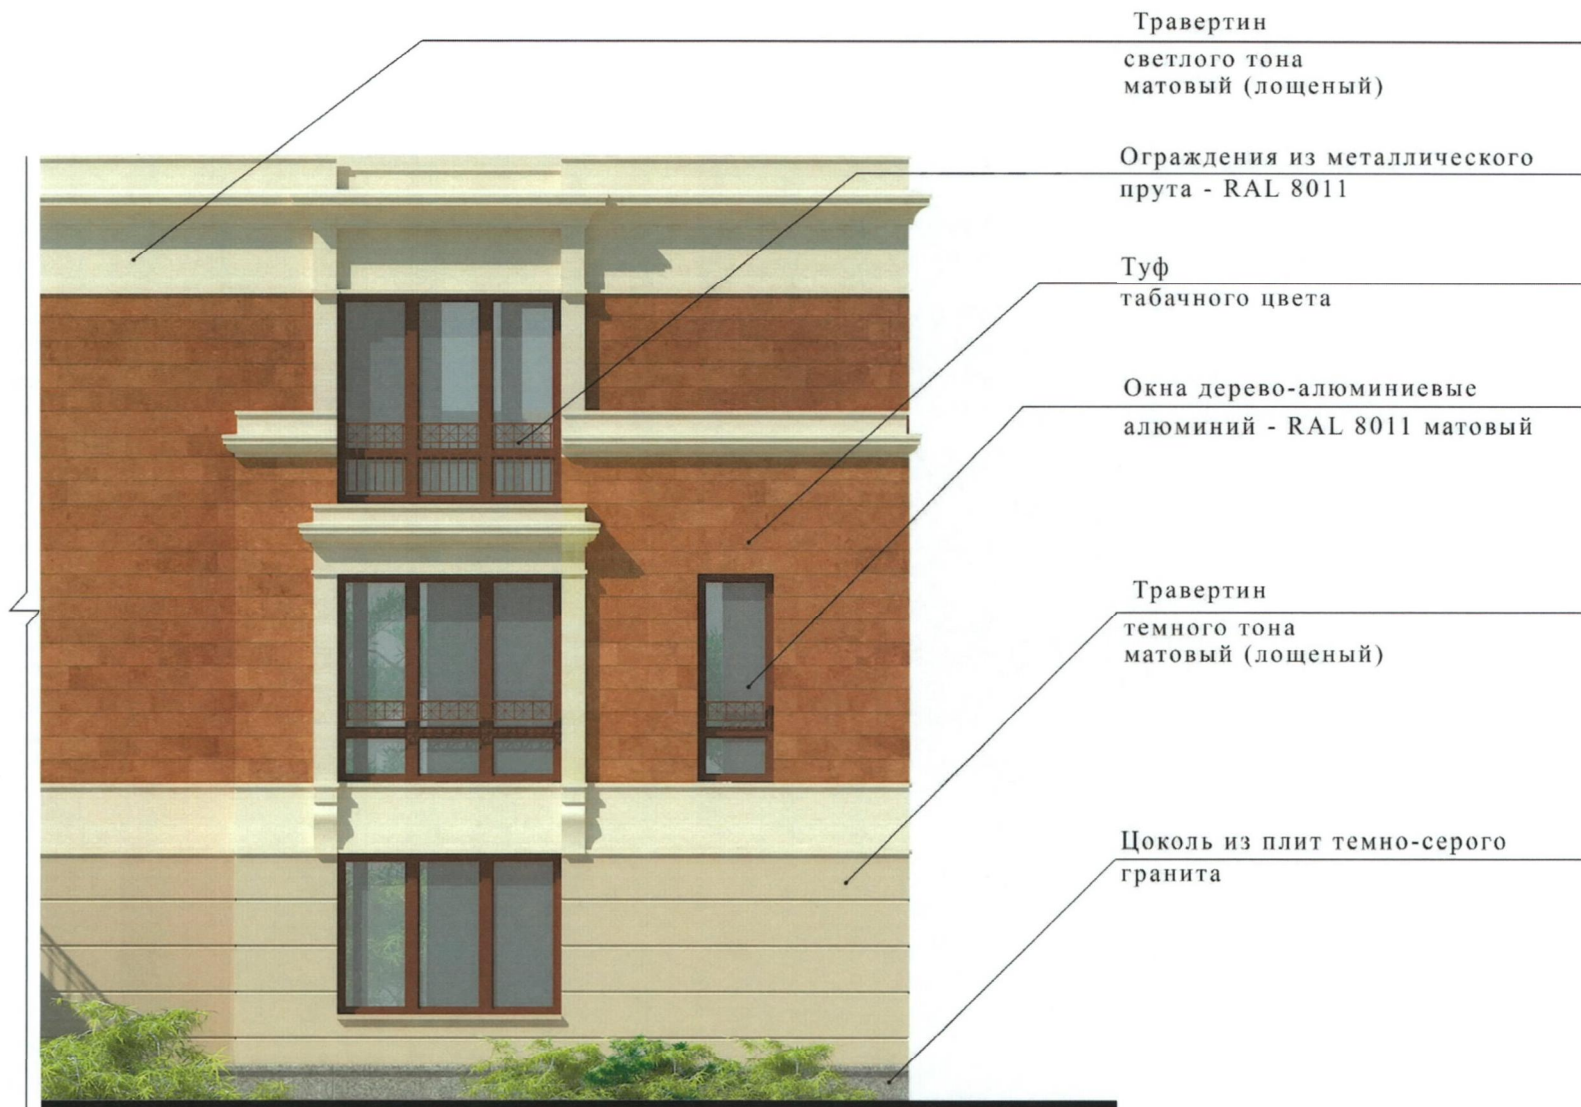 Травертин
светлого тона
матовый (лощеный)
Ограждения из металлического
прута - RAL 8011
Туф
табачного цвета
Окна дерево-алюминиевые
алюминий - RAL 8011 матовый
Травертин
темного тона
матовый (лощеный)
Цоколь из плит темно-серого
гранита